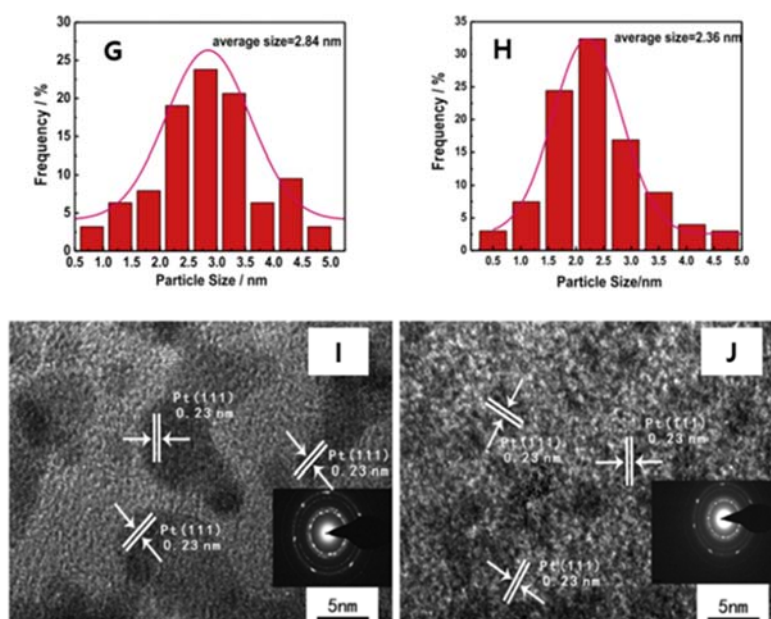 G
average size=2.84 nm
Frequency / %
35
30
25
20
15
10
5
0
0.5 1.0 1.5 2.0 2.5 3.0 3.5 4.0 4.5 5.0
Particle Size / nm
H
average size=2.36 nm
Frequency / %
35
30
25
20
15
10
5
0
0.5 1.0 1.5 2.0 2.5 3.0 3.5 4.0 4.5 5.0
Particle Size/nm
I
Pt(111)
0.23 nm
Pt(111)
0.23 nm
Pt(111)
0.23 nm
5nm
J
Pt(111)
0.23 nm
Pt(111)
0.23 nm
Pt(111)
0.23 nm
5nm